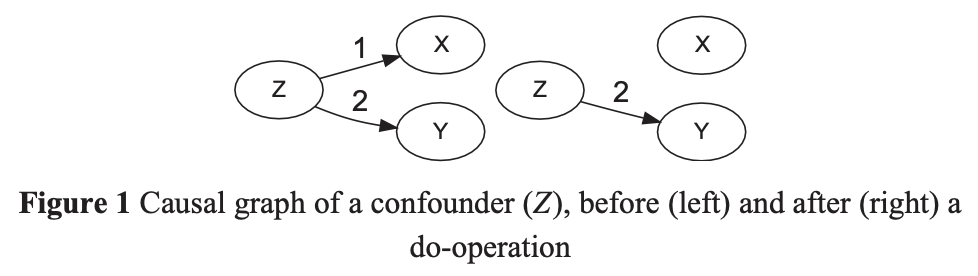 1
X
X
Z
2
Z
2
Y
Y
Figure 1 Causal graph of a confounder (Z), before (left) and after (right) a
do-operation